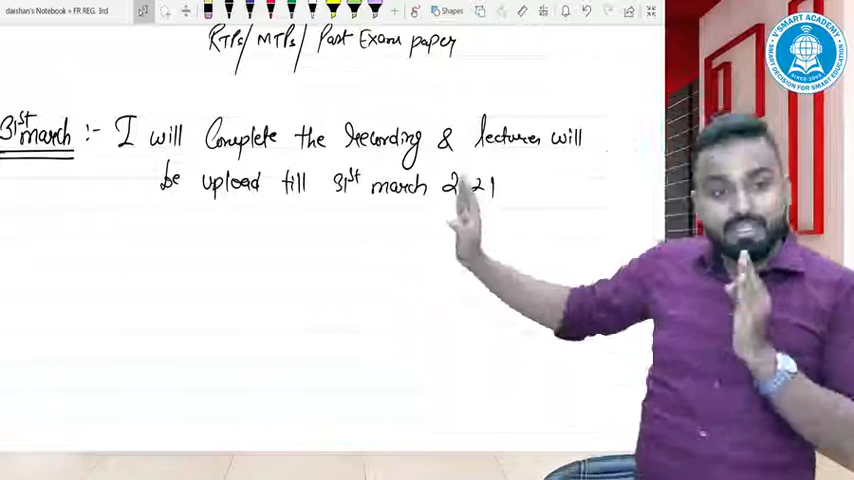 darshan's Notebook » FR REG. 3rd
Shapes
V'SMART ACADEMY
SINCE 2003
SMART DECISION FOR SMART EDUCATION
RTPs/ MTPs/ Past Exam paper
31st march :- I will Complete the recording & lectures will
be upload till 31st march 2021